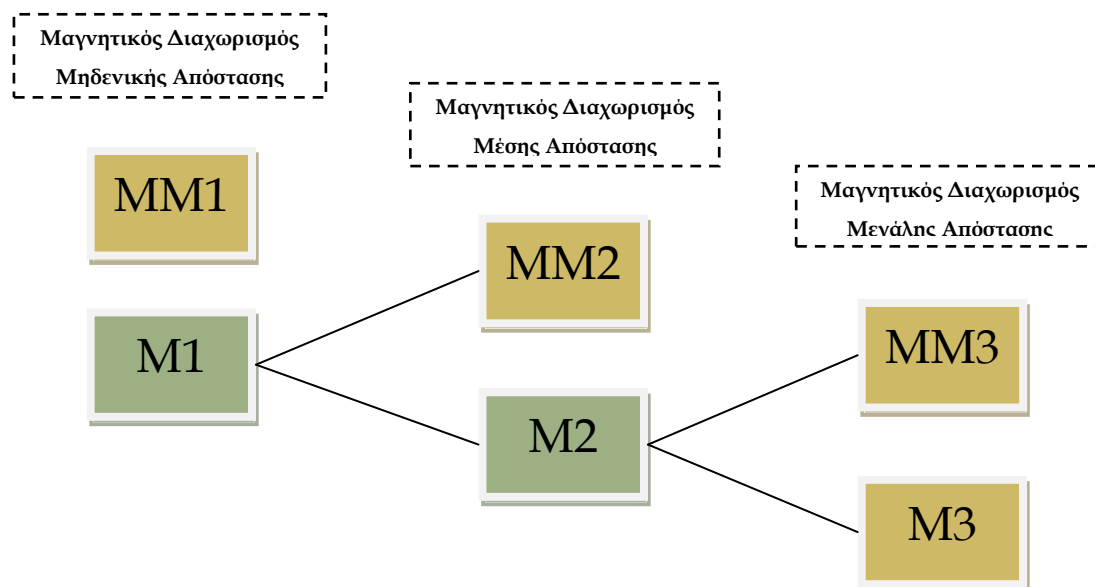 Μαγνητικός Διαχωρισμός
Μηδενικής Απόστασης
Μαγνητικός Διαχωρισμός
Μέσης Απόστασης
Μαγνητικός Διαχωρισμός
Μενάλης Απόστασης
ΜΜ1
ΜΜ2
Μ1
ΜΜ3
Μ2
Μ3